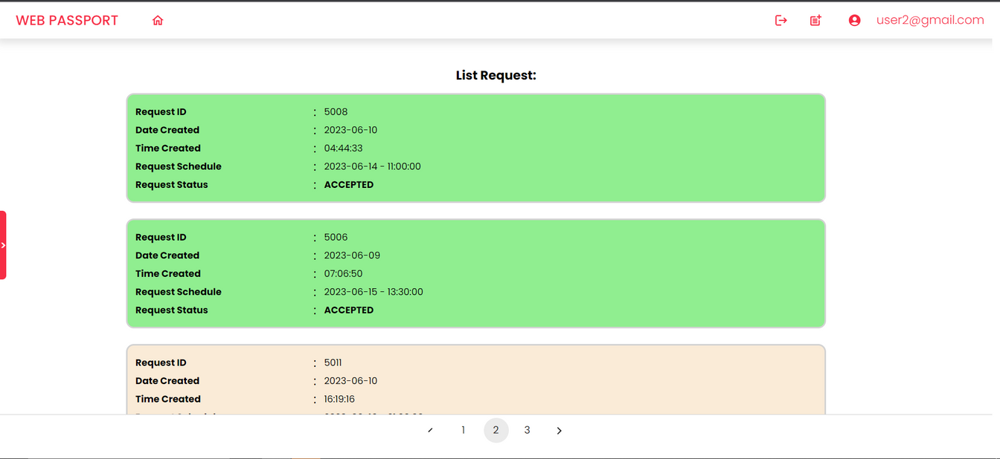 WEB PASSPORT
user2@gmail.com
List Request:
Request ID : 5008
Date Created : 2023-06-10
Time Created : 04:44:33
Request Schedule : 2023-06-14 - 11:00:00
Request Status : ACCEPTED
Request ID : 5006
Date Created : 2023-06-09
Time Created : 07:06:50
Request Schedule : 2023-06-15 - 13:30:00
Request Status : ACCEPTED
Request ID : 5011
Date Created : 2023-06-10
Time Created : 16:19:16
1 2 3